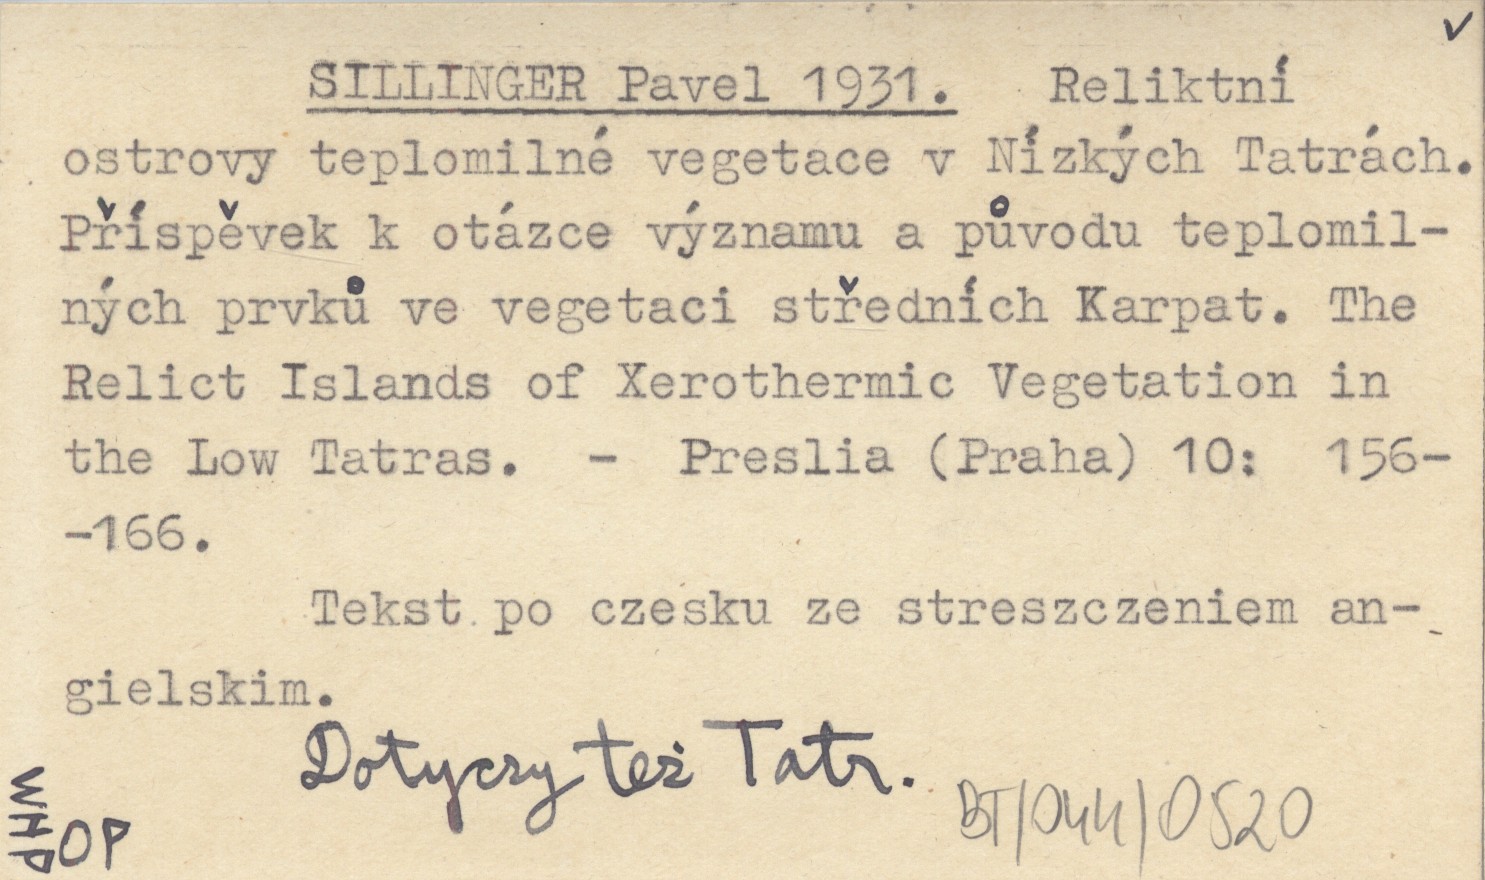 v
SILLINGER Pavel 1931. Reliktní
ostrovy teplomilné vegetace v Nízkých Tatrách.
Příspěvek k otázce významu a původu teplomil-
ných prvků ve vegetaci středních Karpat. The
Relict Islands of Xerothermic Vegetation in
the Low Tatras. - Preslia (Praha) 10: 156-
-166.
Tekst po czesku ze streszczeniem an-
gielskim.
Dotyczy też Tatr.
BT/044/0520
WHP
OP